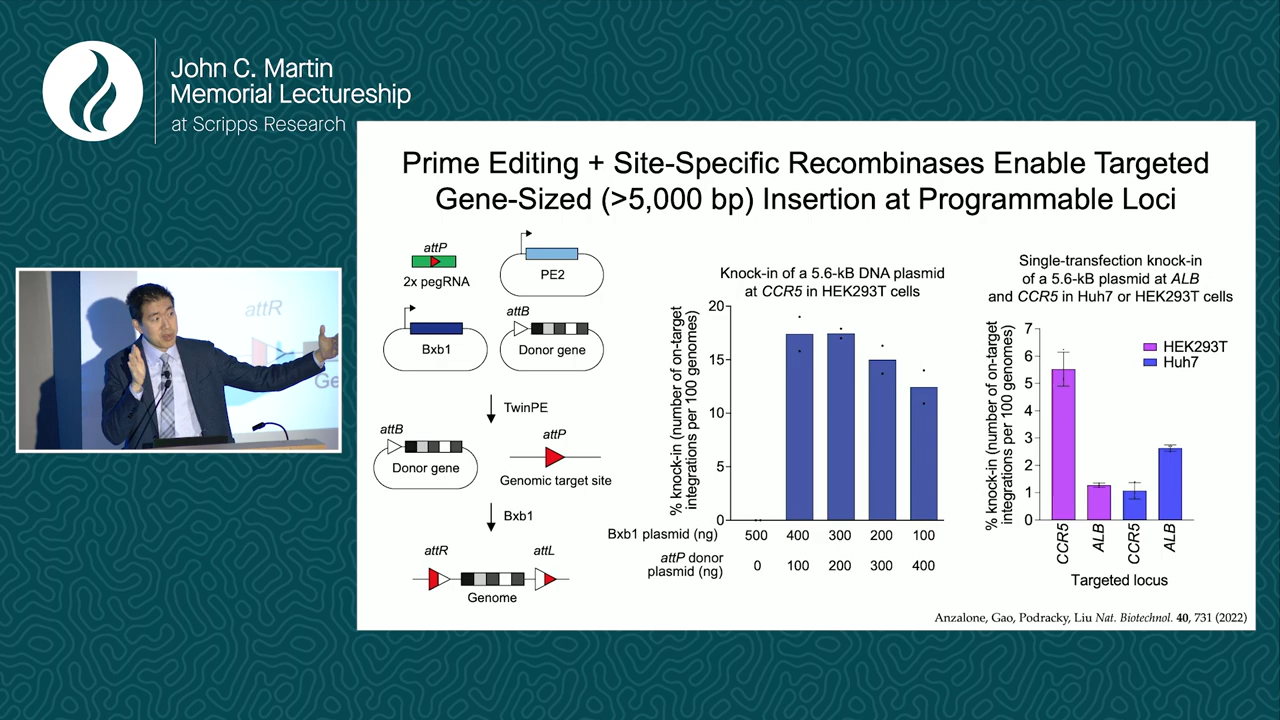 John C. Martin
Memorial Lectureship
at Scripps Research
Prime Editing + Site-Specific Recombinases Enable Targeted
Gene-Sized (>5,000 bp) Insertion at Programmable Loci
attP
2x pegRNA
PE2
Bxb1
attB
Donor gene
TwinPE
attB
Donor gene
attP
Genomic target site
Bxb1
attR
attL
Genome
Knock-in of a 5.6-kB DNA plasmid
at CCR5 in HEK293T cells
% knock-in (number of on-target
integrations per 100 genomes)
20
15
10
5
0
Bxb1 plasmid (ng) 500 400 300 200 100
attP donor
plasmid (ng) 0 100 200 300 400
Single-transfection knock-in
of a 5.6-kB plasmid at ALB
and CCR5 in Huh7 or HEK293T cells
% knock-in (number of on-target
integrations per 100 genomes)
7
6
5
4
3
2
1
0
HEK293T
Huh7
CCR5 ALB CCR5 ALB
Targeted locus
Anzalone, Gao, Podracky, Liu Nat. Biotechnol. 40, 731 (2022)
attR
Ge